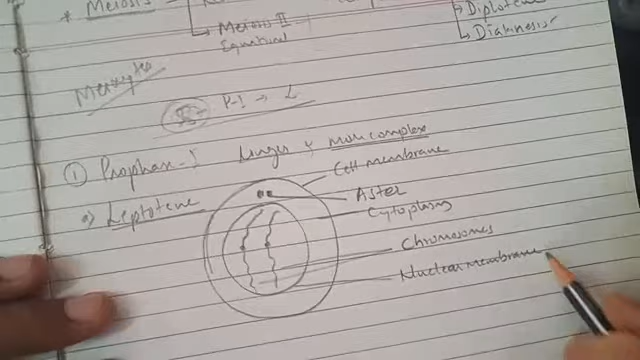 * Meiosis
Meiosis II
Equational
Diplotene
Diakinesis
Meiocytes
P-I → L
① Prophase-I Longer & more complex
a) Leptotene
Cell membrane
Aster
Cytoplasm
Chromosomes
Nuclear membrane